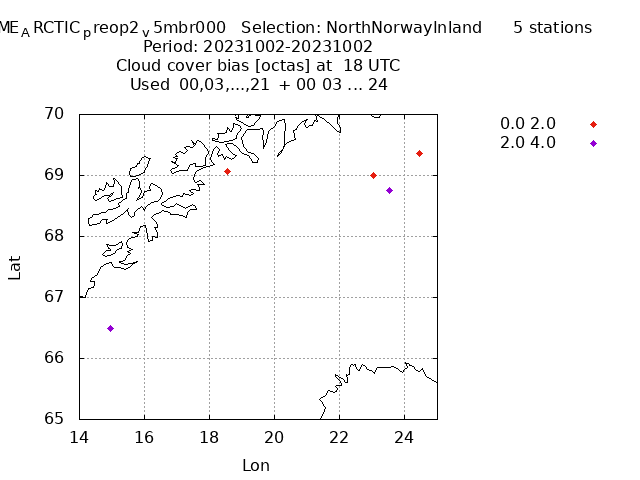 ME_ARCTIC_preop2_v5mbr000 Selection: NorthNorwayInland 5 stations
Period: 20231002-20231002
Cloud cover bias [octas] at 18 UTC
Used 00,03,...,21 + 00 03 ... 24
0.0 2.0
2.0 4.0
70
69
68
67
66
65
Lat
14 16 18 20 22 24
Lon